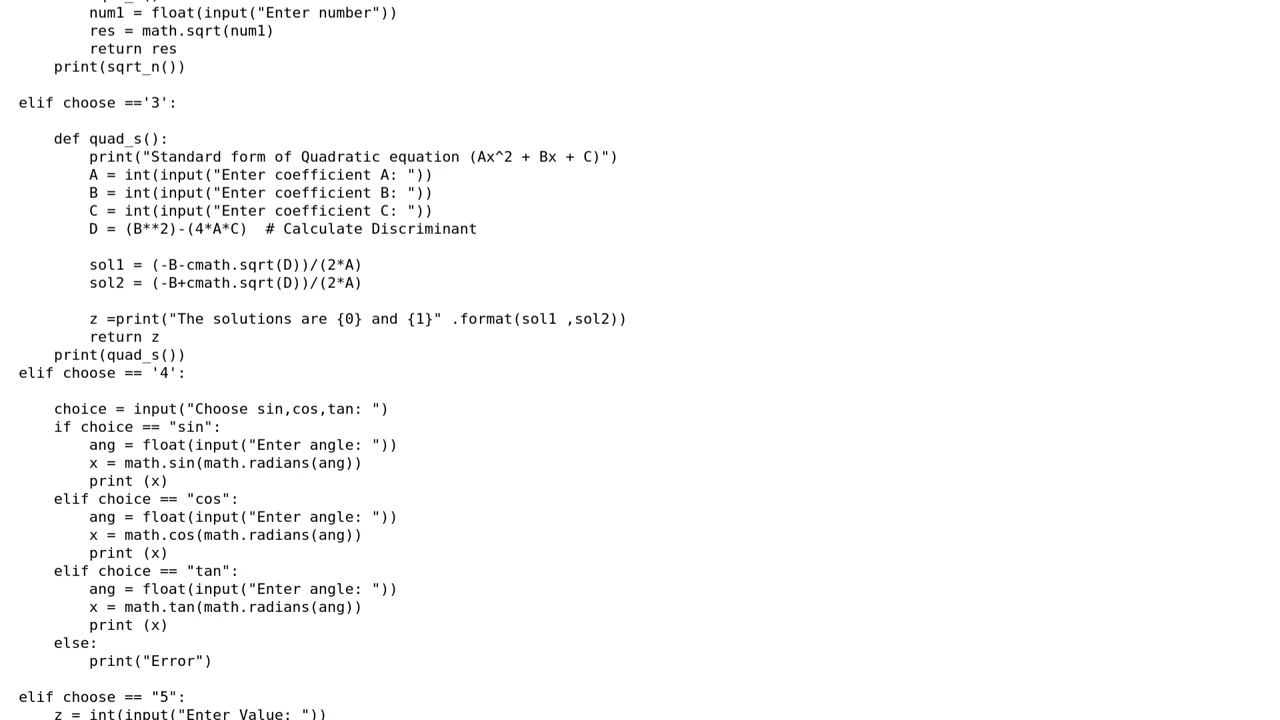 num1 = float(input("Enter number"))
res = math.sqrt(num1)
return res
print(sqrt_n())
elif choose =='3':
def quad_s():
print("Standard form of Quadratic equation (Ax^2 + Bx + C)")
A = int(input("Enter coefficient A: "))
B = int(input("Enter coefficient B: "))
C = int(input("Enter coefficient C: "))
D = (B**2)-(4*A*C)  # Calculate Discriminant
sol1 = (-B-cmath.sqrt(D))/(2*A)
sol2 = (-B+cmath.sqrt(D))/(2*A)
z =print("The solutions are {0} and {1}" .format(sol1 ,sol2))
return z
print(quad_s())
elif choose == '4':
choice = input("Choose sin,cos,tan: ")
if choice == "sin":
ang = float(input("Enter angle: "))
x = math.sin(math.radians(ang))
print (x)
elif choice == "cos":
ang = float(input("Enter angle: "))
x = math.cos(math.radians(ang))
print (x)
elif choice == "tan":
ang = float(input("Enter angle: "))
x = math.tan(math.radians(ang))
print (x)
else:
print("Error")
elif choose == "5":
z = int(input("Enter Value: "))